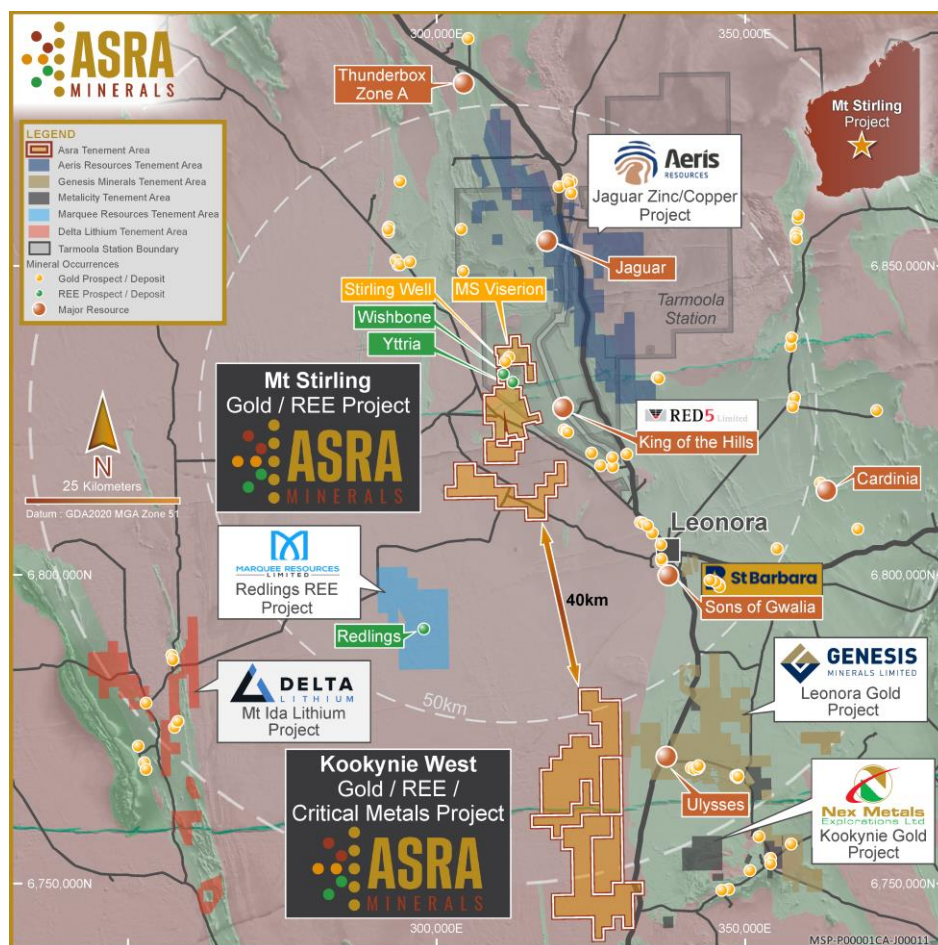 ASRA
MINERALS
LEGEND
Asra Tenement Area
Aeris Resources Tenement Area
Genesis Minerals Tenement Area
Metalicity Tenement Area
Marquee Resources Tenement Area
Delta Lithium Tenement Area
Tarmoola Station Boundary
Mineral Occurrences
Gold Prospect / Deposit
REE Prospect / Deposit
Major Resource
300,000E
350,000E
Thunderbox
Zone A
Mt Stirling
Project
Aeris
RESOURCES
Jaguar Zinc/Copper
Project
Jaguar
6,850,000N
Tarmoola
Station
Stirling Well
MS Viserion
Wishbone
Yttria
Mt Stirling
Gold / REE Project
ASRA
MINERALS
RED5 Limited
King of the Hills
Cardinia
N
25 Kilometers
Datum : GDA2020 MGA Zone 51
Leonora
MARQUEE RESOURCES
LIMITED
Redlings REE
Project
Redlings
6,800,000N
6,800,000N
40km
St Barbara
Sons of Gwalia
DELTA
LITHIUM
Mt Ida Lithium
Project
50km
GENESIS
MINERALS LIMITED
Leonora Gold
Project
Kookynie West
Gold / REE /
Critical Metals Project
ASRA
MINERALS
Ulysses
Nex Metals
Explorations Ltd
Kookynie Gold
Project
6,750,000N
6,750,000N
300,000E
350,000E
MSP-P00001CA-J00011